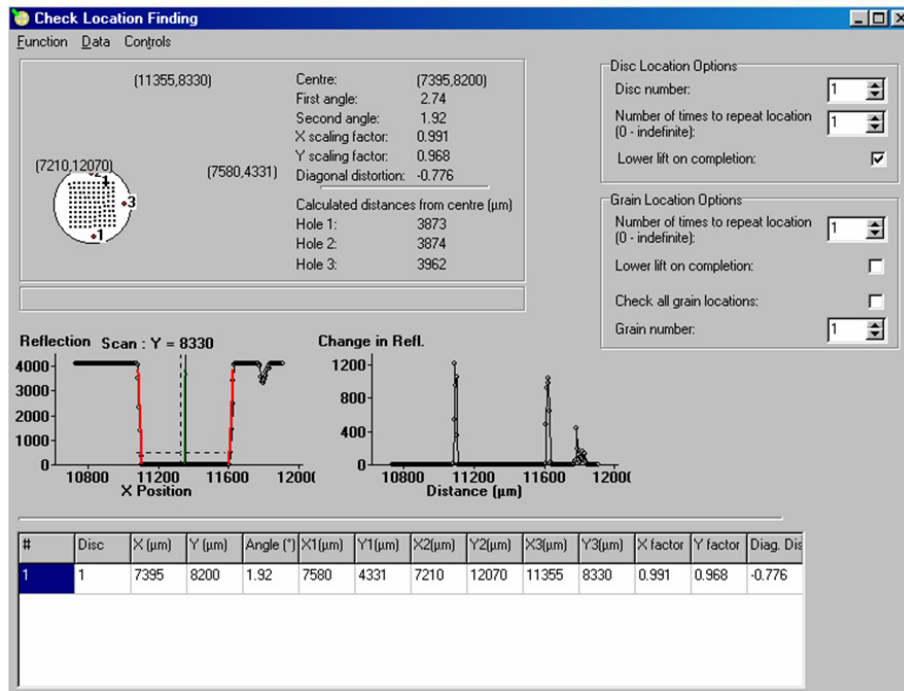 Check Location Finding
Function Data Controls
(11355,8330)
(7210,12070)
(7580,4331)
1
3
1
Centre: (7395,8200)
First angle: 2.74
Second angle: 1.92
X scaling factor: 0.991
Y scaling factor: 0.968
Diagonal distortion: -0.776
Calculated distances from centre (µm)
Hole 1: 3873
Hole 2: 3874
Hole 3: 3962
Disc Location Options
Disc number: 1
Number of times to repeat location
(0 - indefinite): 1
Lower lift on completion:
Grain Location Options
Number of times to repeat location
(0 - indefinite): 1
Lower lift on completion:
Check all grain locations:
Grain number: 1
Reflection Scan : Y = 8330
4000
3000
2000
1000
0
10800 11200 11600 1200(
X Position
Change in Refl.
1200
800
400
0
10800 11200 11600 1200(
Distance (µm)
# Disc X (µm) Y (µm) Angle (°) X1(µm) Y1(µm) X2(µm) Y2(µm) X3(µm) Y3(µm) X factor Y factor Diag. Dis
1 1 7395 8200 1.92 7580 4331 7210 12070 11355 8330 0.991 0.968 -0.776